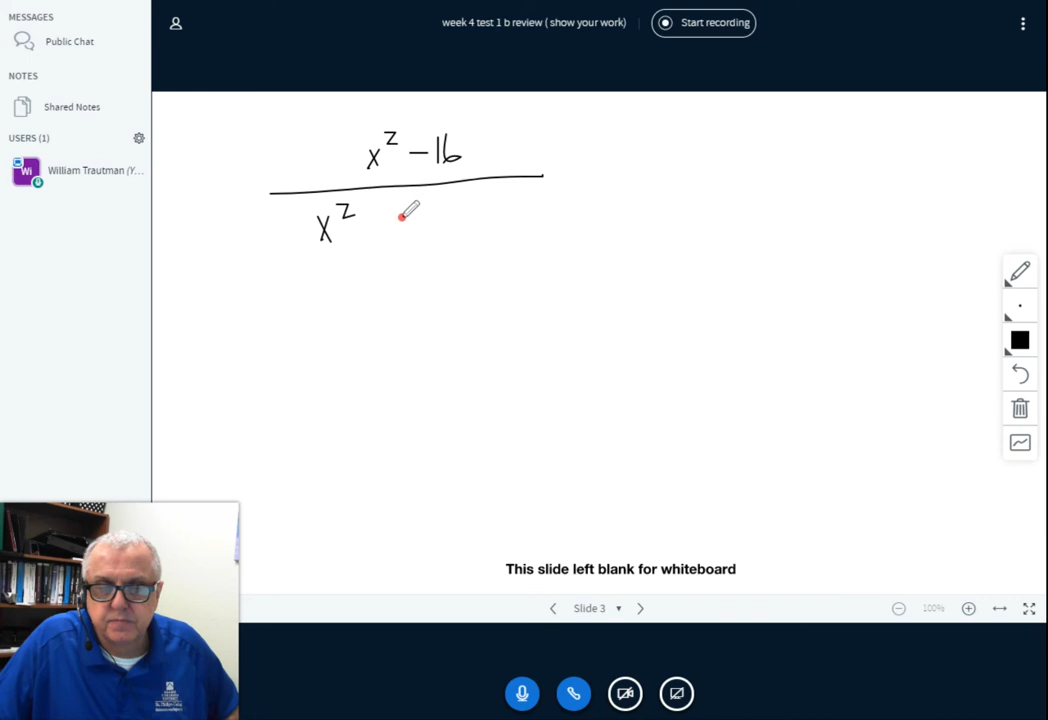 MESSAGES
Public Chat
NOTES
Shared Notes
USERS (1)
Wi William Trautman (Y...
week 4 test 1 b review ( show your work)
Start recording
x² – 16
x²
This slide left blank for whiteboard
Slide 3
100%